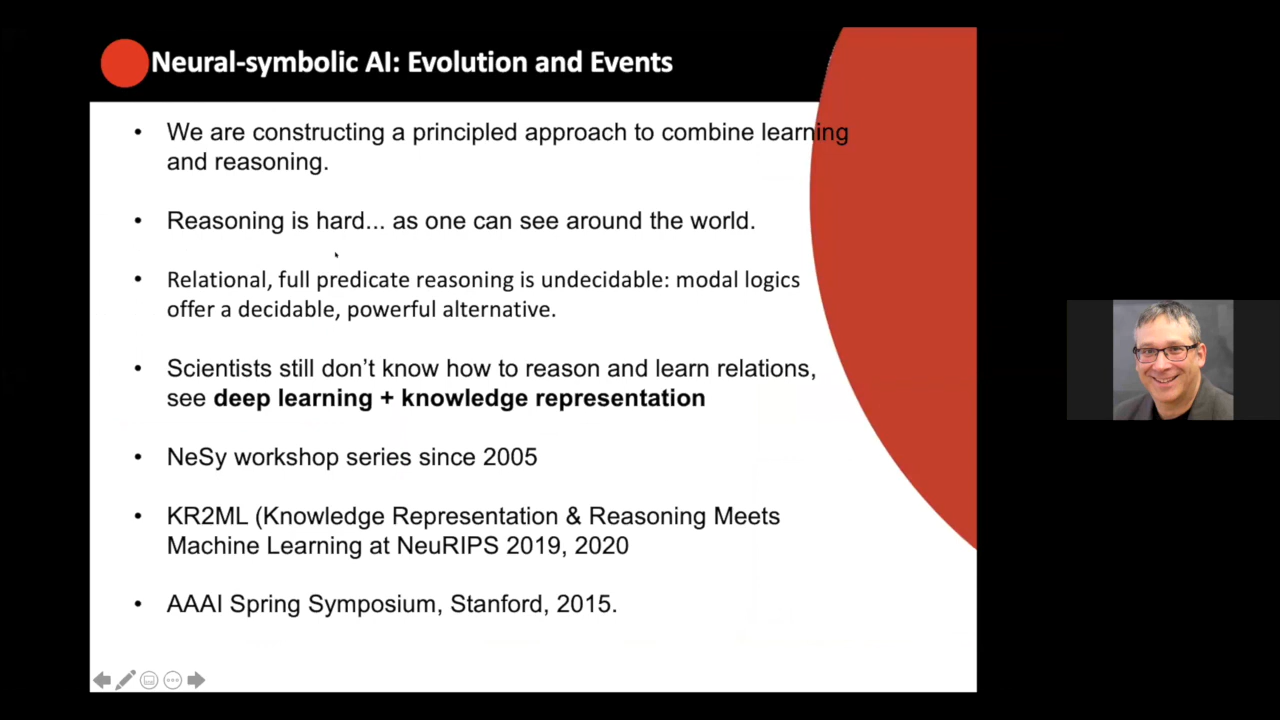 Neural-symbolic AI: Evolution and Events
• We are constructing a principled approach to combine learning
and reasoning.
• Reasoning is hard... as one can see around the world.
• Relational, full predicate reasoning is undecidable: modal logics
offer a decidable, powerful alternative.
• Scientists still don’t know how to reason and learn relations,
see deep learning + knowledge representation
• NeSy workshop series since 2005
• KR2ML (Knowledge Representation & Reasoning Meets
Machine Learning at NeuRIPS 2019, 2020
• AAAI Spring Symposium, Stanford, 2015.